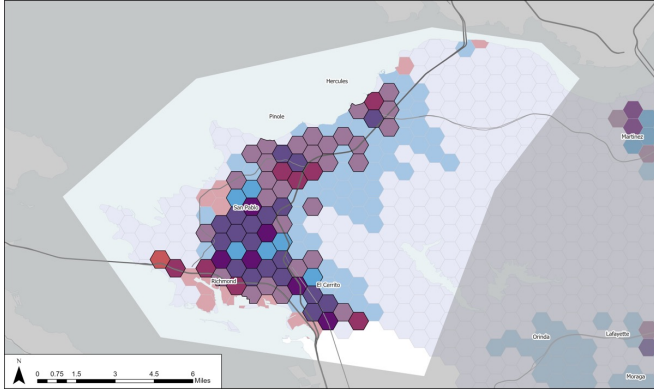 Hercules
Pinole
Martinez
San Pablo
Richmond
El Cerrito
Orinda
Lafayette
Moraga
N
0 0.75 1.5 3 4.5 6
Miles